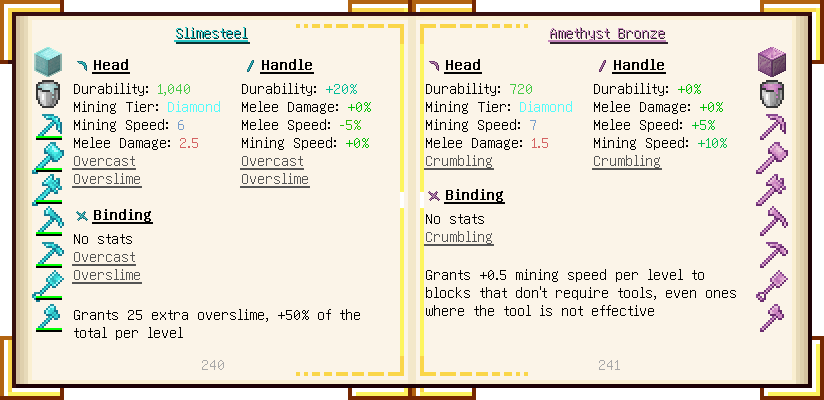 Slimesteel
Head
Durability: 1,040
Mining Tier: Diamond
Mining Speed: 6
Melee Damage: 2.5
Overcast
Overslime
Handle
Durability: +20%
Melee Damage: +0%
Melee Speed: -5%
Mining Speed: +0%
Overcast
Overslime
Binding
No stats
Overcast
Overslime
Grants 25 extra overslime, +50% of the
total per level
240
Amethyst Bronze
Head
Durability: 720
Mining Tier: Diamond
Mining Speed: 7
Melee Damage: 1.5
Crumbling
Handle
Durability: +0%
Melee Damage: +0%
Melee Speed: +5%
Mining Speed: +10%
Crumbling
Binding
No stats
Crumbling
Grants +0.5 mining speed per level to
blocks that don't require tools, even ones
where the tool is not effective
241